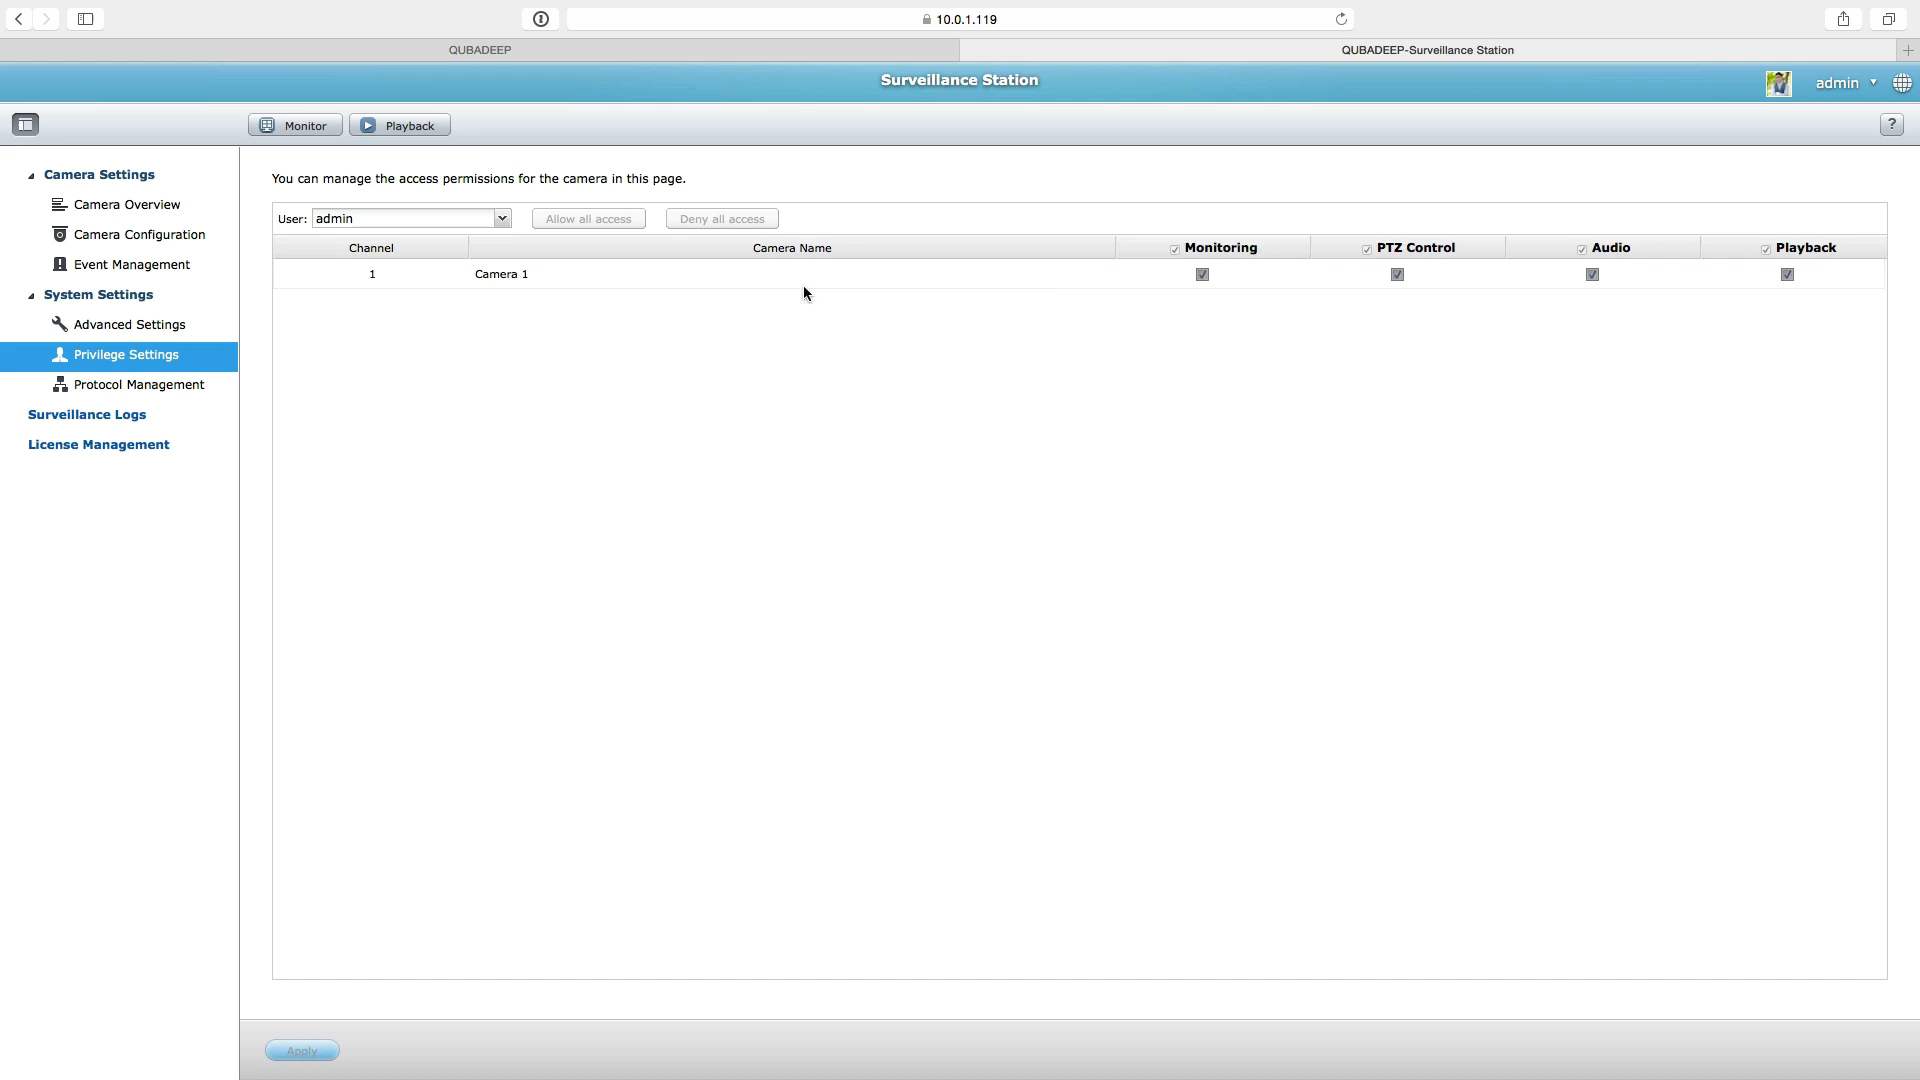 10.0.1.119
QUBADEEP
QUBADEEP-Surveillance Station
Surveillance Station
admin
Monitor
Playback
?
Camera Settings
Camera Overview
Camera Configuration
Event Management
System Settings
Advanced Settings
Privilege Settings
Protocol Management
Surveillance Logs
License Management
You can manage the access permissions for the camera in this page.
User: admin Allow all access Deny all access
Channel Camera Name Monitoring PTZ Control Audio Playback
1 Camera 1
Apply